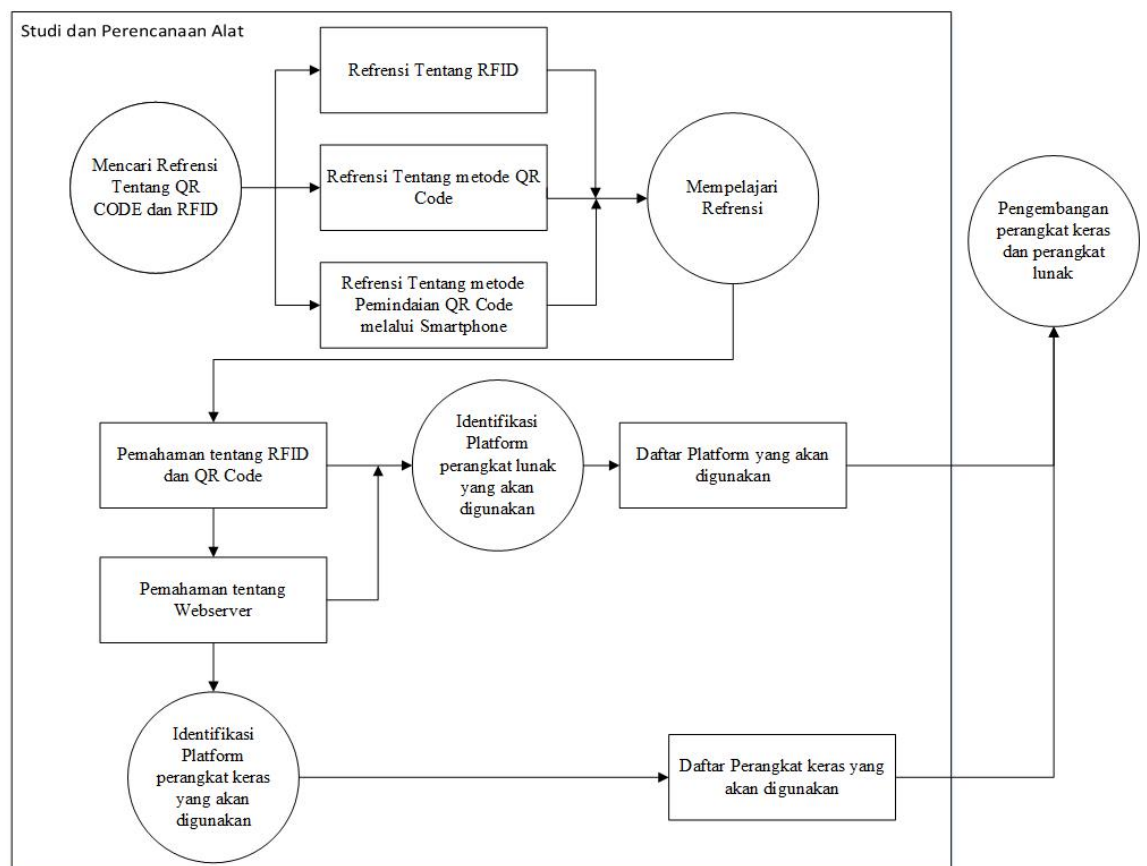 Studi dan Perencanaan Alat
Refrensi Tentang RFID
Mencari Refrensi
Tentang QR
CODE dan RFID
Refrensi Tentang metode QR
Code
Refrensi Tentang metode
Pemindaian QR Code
melalui Smartphone
Mempelajari
Refrensi
Pengembangan
perangkat keras
dan perangkat
lunak
Pemahaman tentang RFID
dan QR Code
Identifikasi
Platform
perangkat lunak
yang akan
digunakan
Daftar Platform yang akan
digunakan
Pemahaman tentang
Webserver
Identifikasi
Platform
perangkat keras
yang akan
digunakan
Daftar Perangkat keras yang
akan digunakan